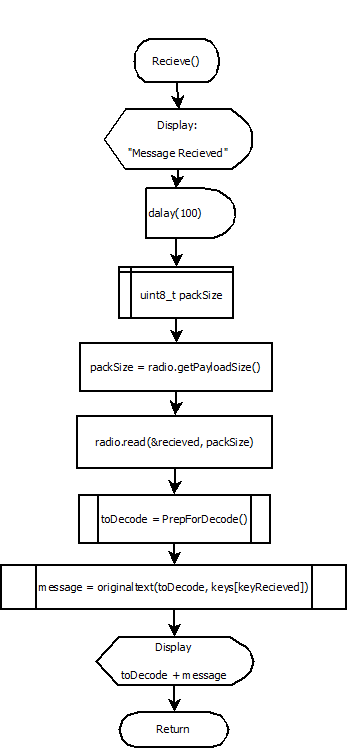 Recieve()
Display:
"Message Recieved"
dalay(100)
uint8_t packSize
packSize = radio.getPayloadSize()
radio.read(&recieved, packSize)
toDecode = PrepForDecode()
message = originaltext(toDecode, keys[keyRecieved])
Display
toDecode + message
Return